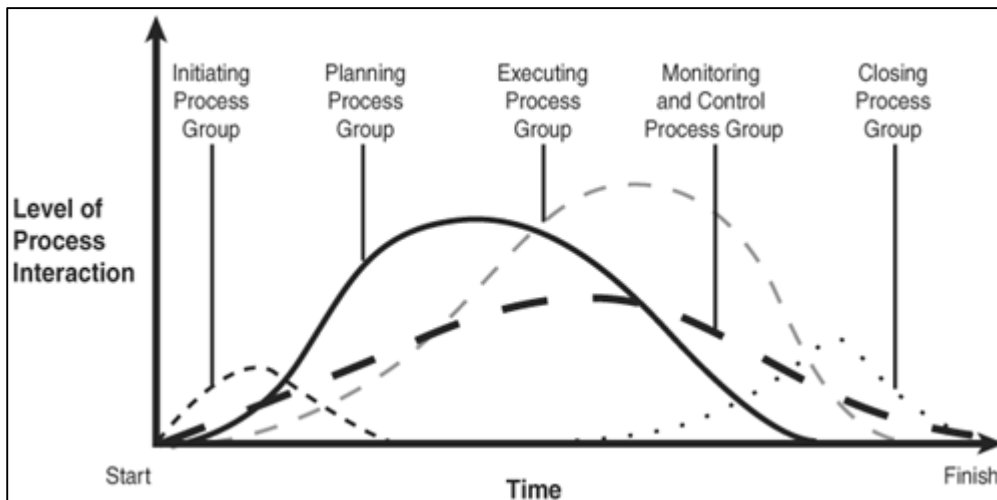 Initiating
Process
Group
Planning
Process
Group
Executing
Process
Group
Monitoring
and Control
Process Group
Closing
Process
Group
Level of
Process
Interaction
Start
Time
Finish